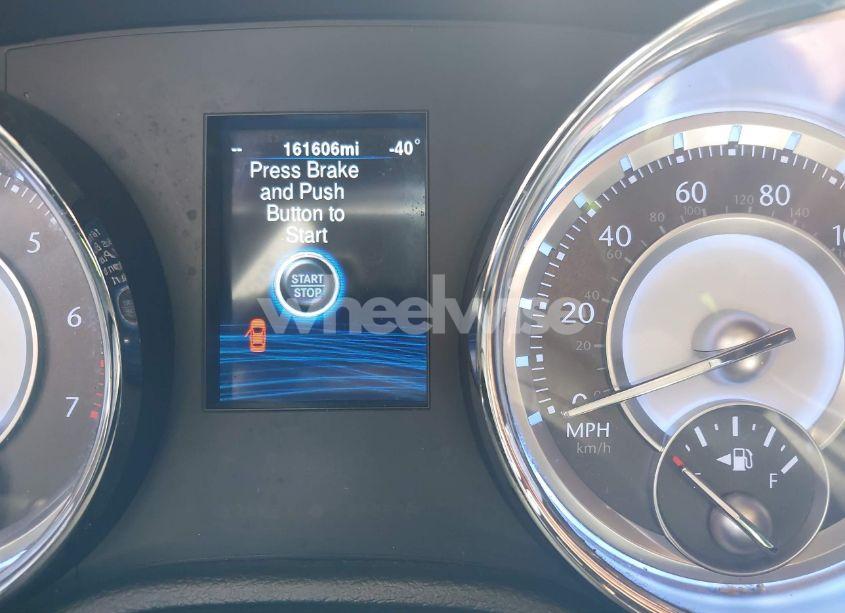 -- 161606mi -40°
Press Brake
and Push
Button to
Start
START
STOP
wheelwise
5
6
7
0
20
40
60
80
20
40
60
80
100
120
140
MPH
km/h
F